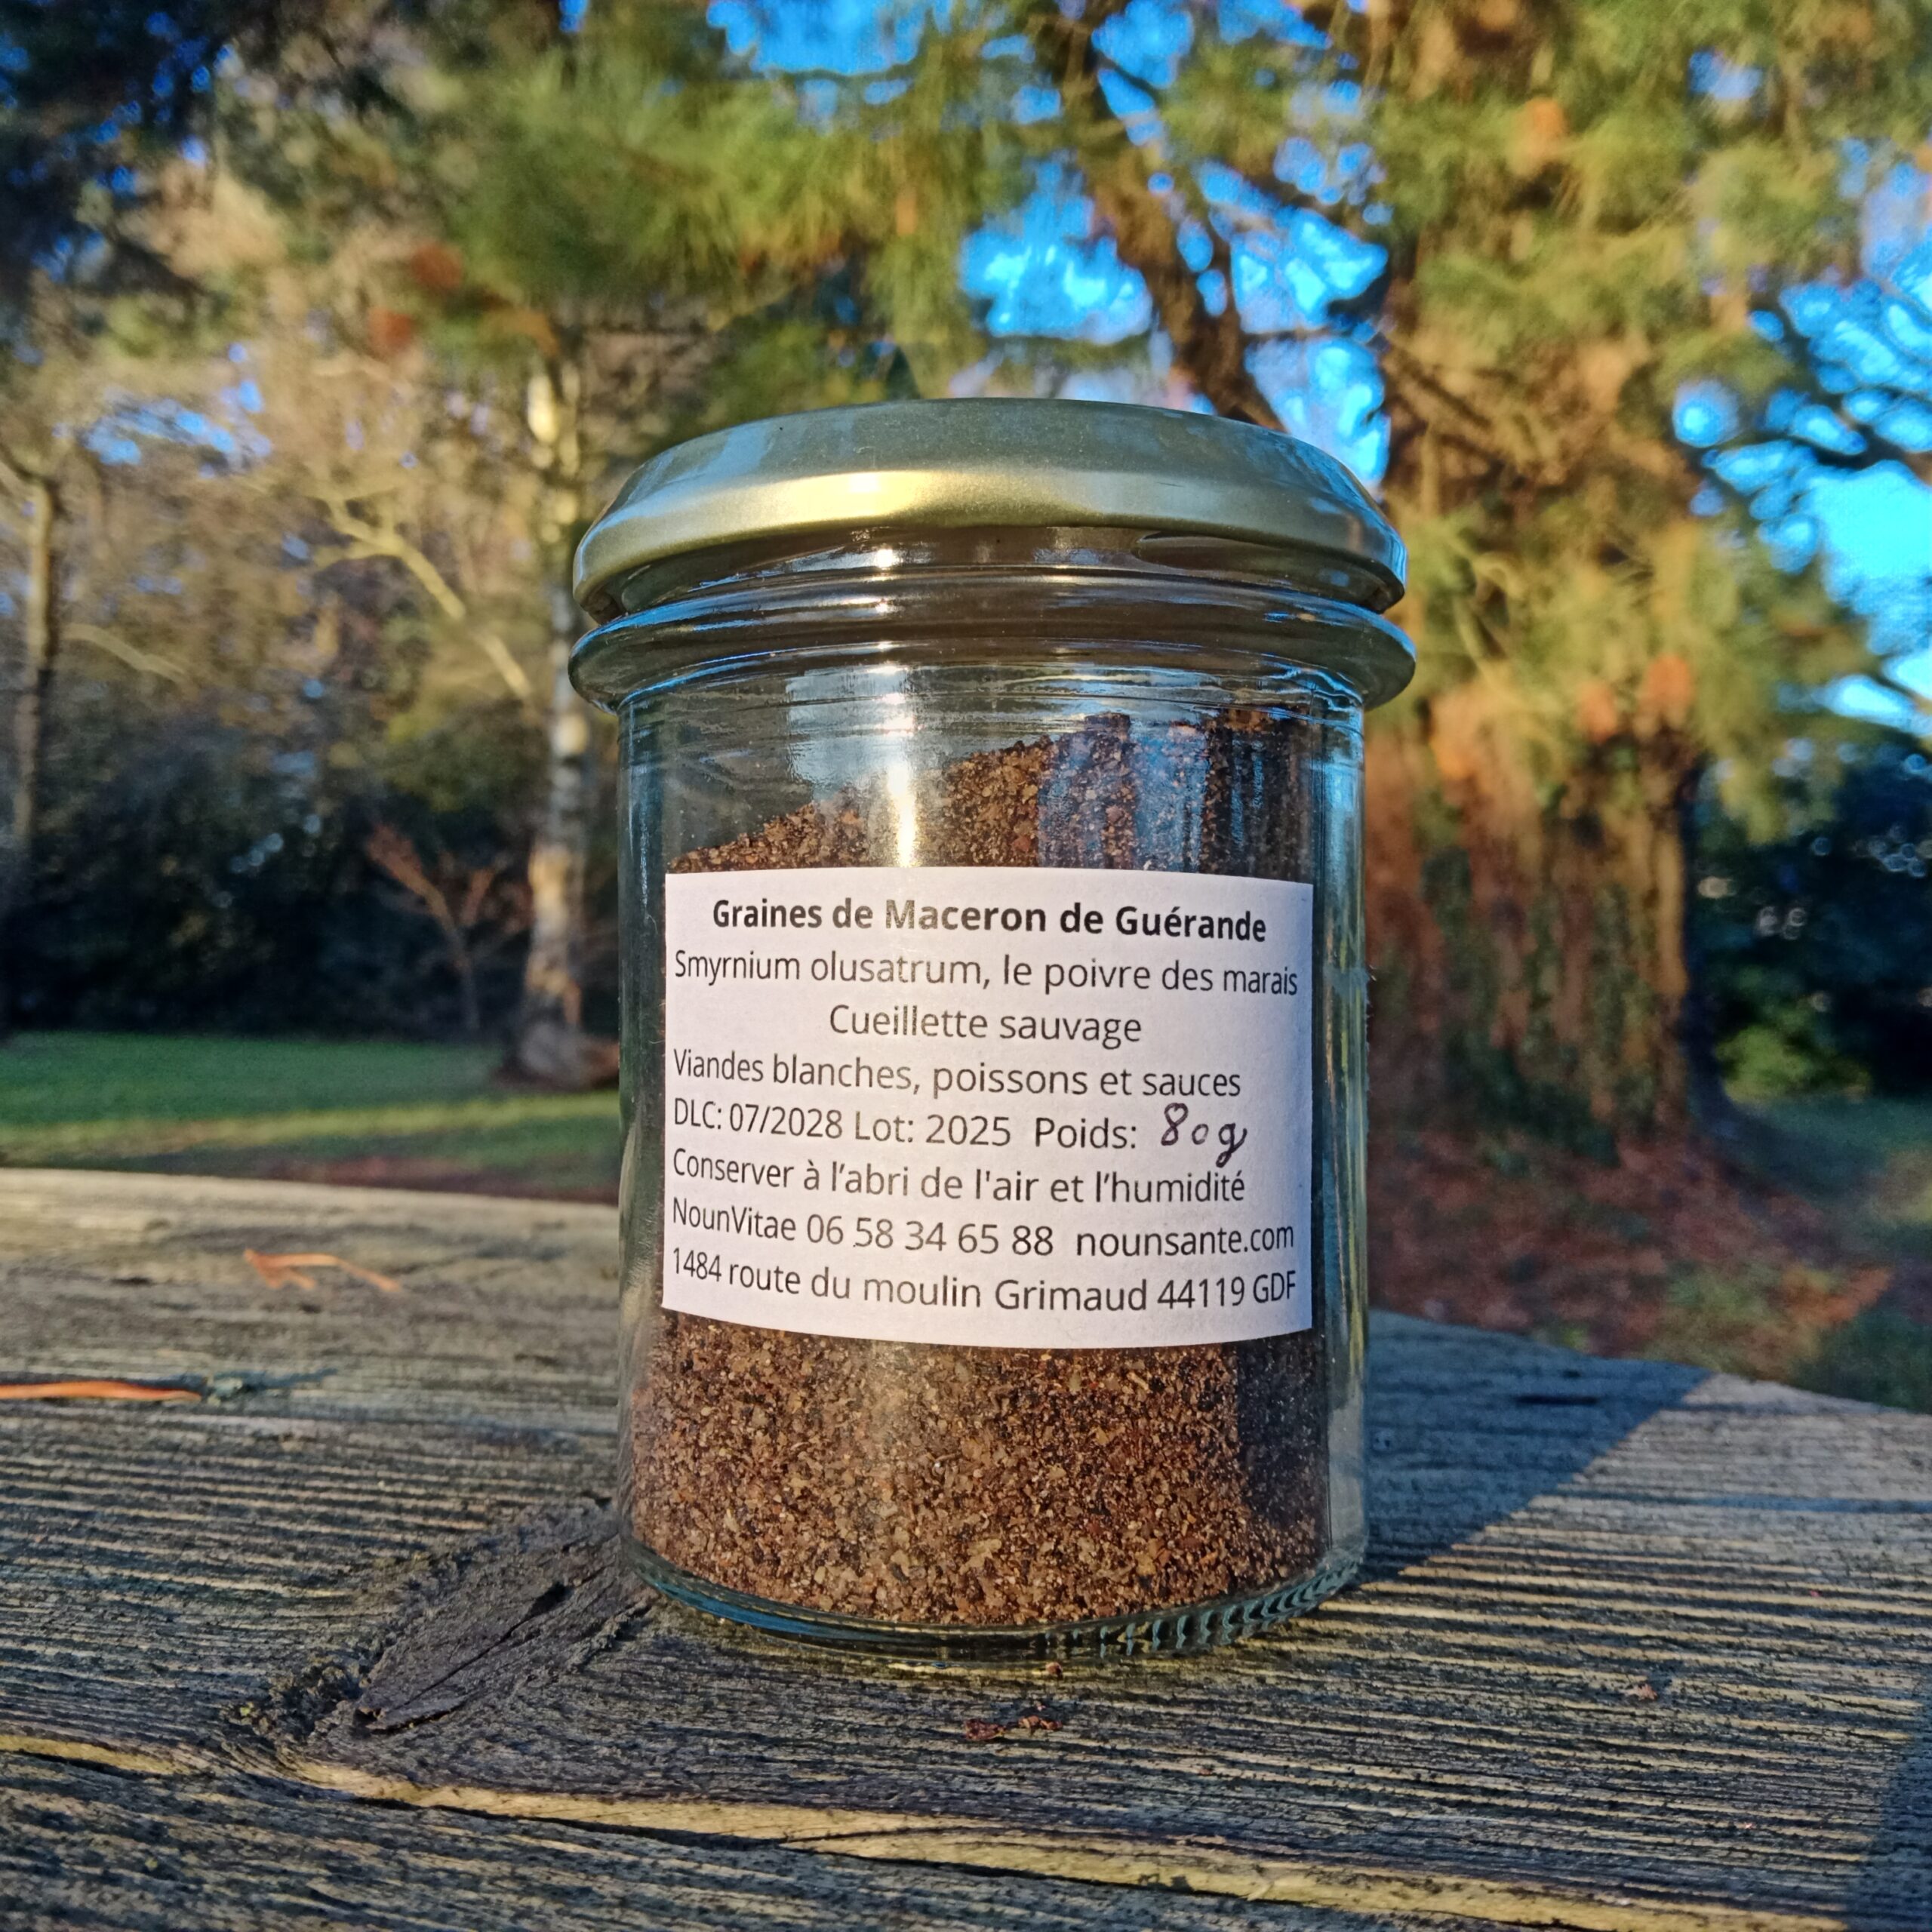 Graines de Maceron de Guérande
Smyrnium olusatrum, le poivre des marais
Cueillette sauvage
Viandes blanches, poissons et sauces
DLC: 07/2028 Lot: 2025 Poids: 80g
Conserver à l’abri de l'air et l’humidité
NounVitae 06 58 34 65 88 nounsante.com
1484 route du moulin Grimaud 44119 GDF